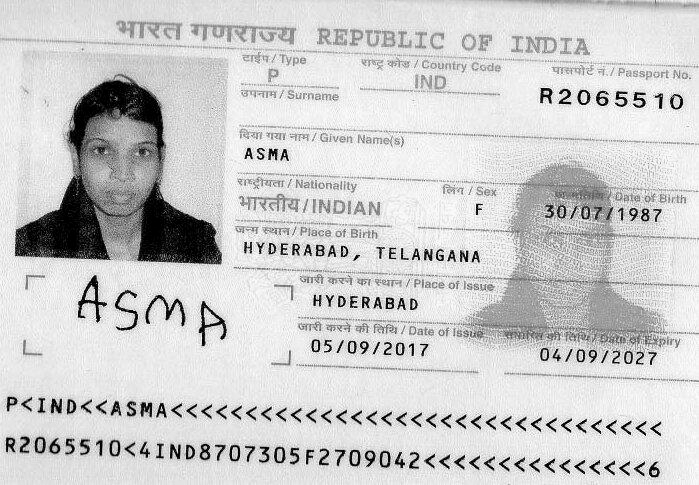 भारत गणराज्य REPUBLIC OF INDIA
टाईप / Type
राष्ट्र कोड / Country Code
पासपोर्ट नं. / Passport No.
P
IND
R2065510
उपनाम / Surname
दिया गया नाम / Given Name(s)
ASMA
राष्ट्रीयता / Nationality
लिंग / Sex
जन्मतिथि / Date of Birth
भारतीय/INDIAN
F
30/07/1987
जन्म स्थान / Place of Birth
HYDERABAD, TELANGANA
जारी करने का स्थान / Place of Issue
HYDERABAD
ASMA
जारी करने की तिथि / Date of Issue
समाप्ति की तिथि / Date of Expiry
05/09/2017
04/09/2027
P<IND<<ASMA<<<<<<<<<<<<<<<<<<<<<<<<<<<<<<<<<
R2065510<4IND8707305F2709042<<<<<<<<<<<<<<<6